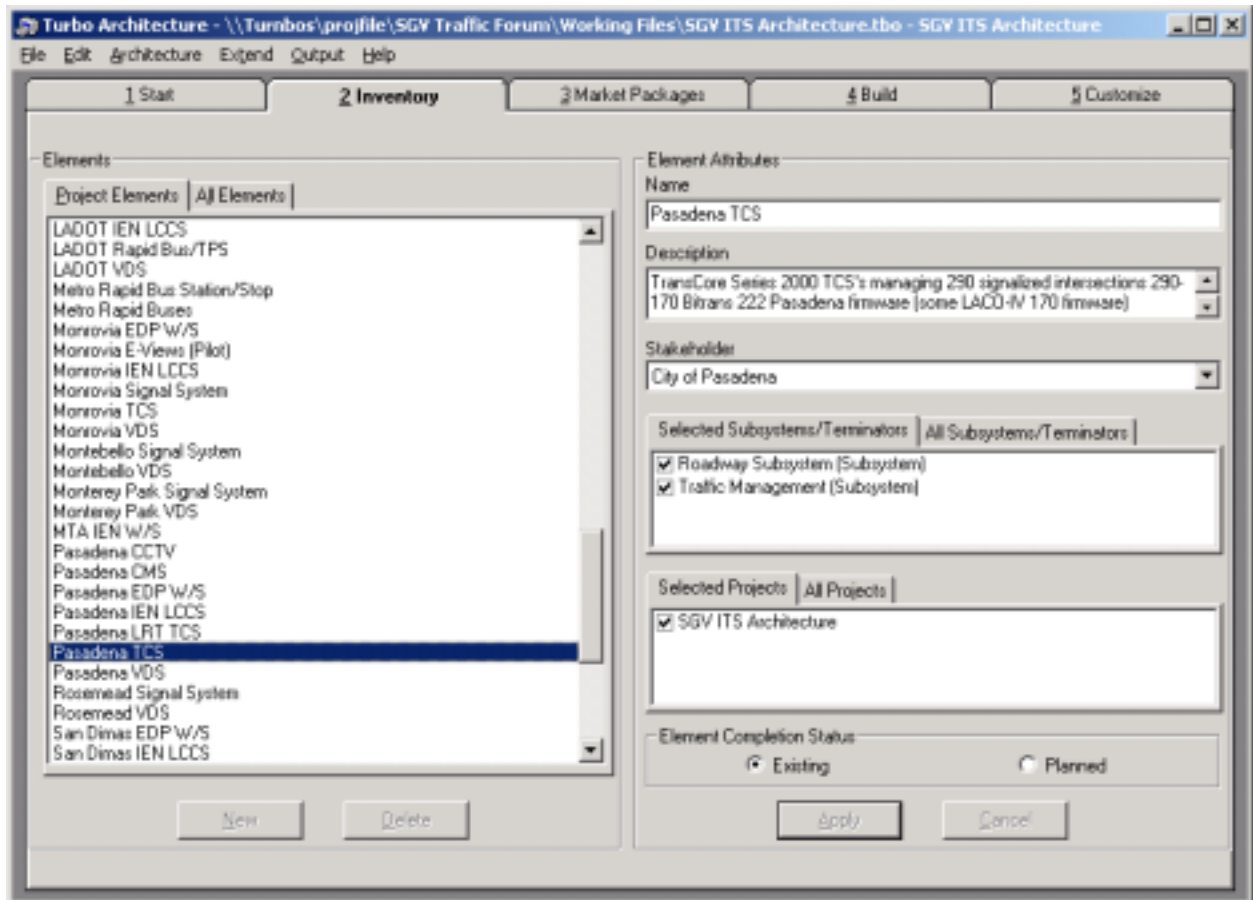 Turbo Architecture - \\Turnbos\projfile\SGV Traffic Forum\Working Files\SGV ITS Architecture.tbo - SGV ITS Architecture
File Edit Architecture Extend Output Help
1 Start 2 Inventory 3 Market Packages 4 Build 5 Customize
Elements
Project Elements All Elements
LADOT IEN LCCS
LADOT Rapid Bus/TPS
LADOT VDS
Metro Rapid Bus Station/Stop
Metro Rapid Buses
Monrovia EDP W/S
Monrovia E-Views (Pilot)
Monrovia IEN LCCS
Monrovia Signal System
Monrovia TCS
Monrovia VDS
Montebello Signal System
Montebello VDS
Monterey Park Signal System
Monterey Park VDS
MTA IEN W/S
Pasadena CCTV
Pasadena CMS
Pasadena EDP W/S
Pasadena IEN LCCS
Pasadena LRT TCS
Pasadena TCS
Pasadena VDS
Rosemead Signal System
Rosemead VDS
San Dimas EDP W/S
San Dimas IEN LCCS
New Delete
Element Attributes
Name
Pasadena TCS
Description
TransCore Series 2000 TCS's managing 290 signalized intersections 290-
170 Bitrans 222 Pasadena firmware (some LACO-IV 170 firmware)
Stakeholder
City of Pasadena
Selected Subsystems/Terminators All Subsystems/Terminators
Roadway Subsystem (Subsystem)
Traffic Management (Subsystem)
Selected Projects All Projects
SGV ITS Architecture
Element Completion Status
Existing Planned
Apply Cancel